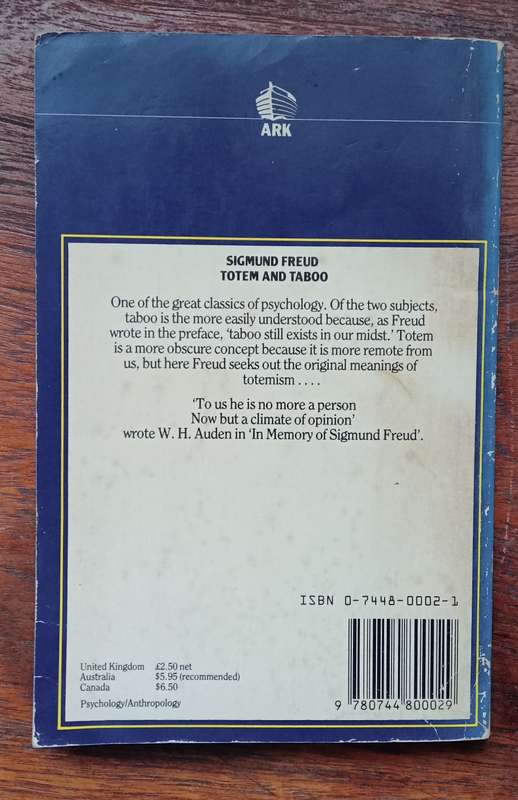 ARK
SIGMUND FREUD
TOTEM AND TABOO
One of the great classics of psychology. Of the two subjects,
taboo is the more easily understood because, as Freud
wrote in the preface, ‘taboo still exists in our midst.’ Totem
is a more obscure concept because it is more remote from
us, but here Freud seeks out the original meanings of
totemism . . . .
‘To us he is no more a person
Now but a climate of opinion’
wrote W. H. Auden in ‘In Memory of Sigmund Freud’.
ISBN 0-7448-0002-1
United Kingdom £2.50 net
Australia $5.95 (recommended)
Canada $6.50
Psychology/Anthropology
9 780744 800029